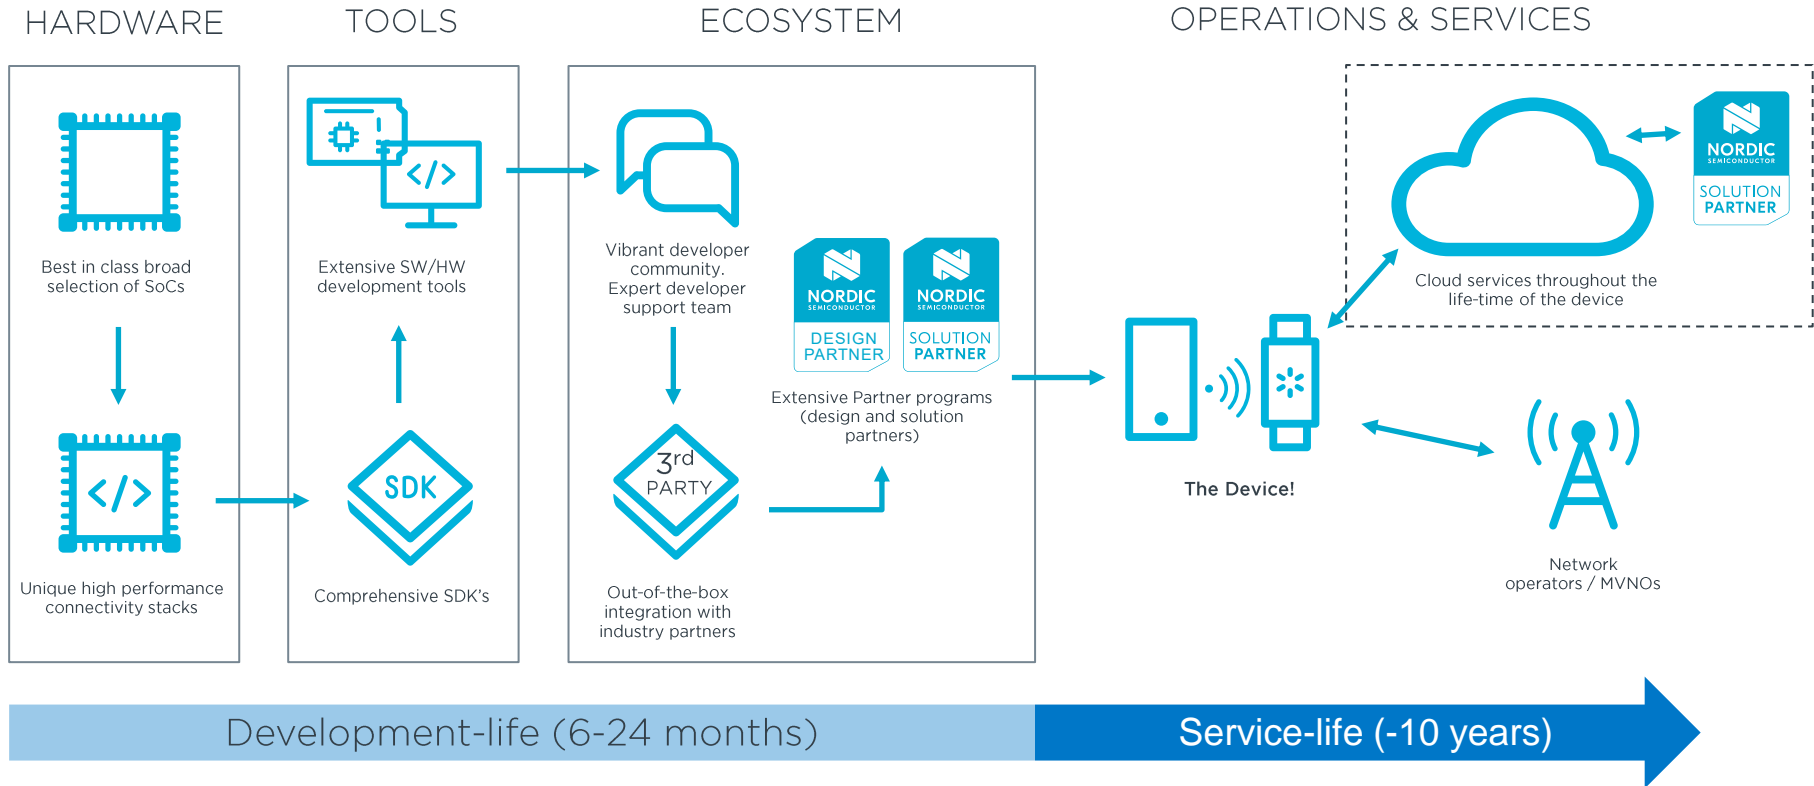 HARDWARE
TOOLS
ECOSYSTEM
OPERATIONS & SERVICES
Best in class broad
selection of SoCs
</>
Unique high performance
connectivity stacks
</>
Extensive SW/HW
development tools
SDK
Comprehensive SDK's
Vibrant developer
community.
Expert developer
support team
3rd
PARTY
Out-of-the-box
integration with
industry partners
NORDIC
SEMICONDUCTOR
DESIGN
PARTNER
NORDIC
SEMICONDUCTOR
SOLUTION
PARTNER
Extensive Partner programs
(design and solution
partners)
The Device!
NORDIC
SEMICONDUCTOR
SOLUTION
PARTNER
Cloud services throughout the
life-time of the device
Network
operators / MVNOs
Development-life (6-24 months)
Service-life (-10 years)